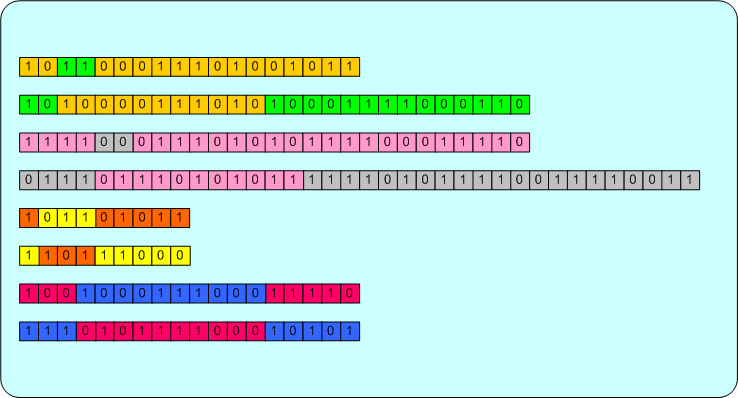 1 0 1 1 0 0 0 1 1 1 0 1 0 0 1 0 1 1
1 0 1 0 0 0 0 1 1 1 0 1 0 1 0 0 0 1 1 1 1 0 0 0 1 1 0
1 1 1 1 0 0 0 1 1 1 0 1 0 1 0 1 1 1 1 0 0 0 1 1 1 1 0
0 1 1 1 0 1 1 1 0 1 0 1 0 1 1 1 1 1 1 0 1 0 1 1 1 1 0 0 1 1 1 1 0 0 1 1
1 0 1 1 0 1 0 1 1
1 1 0 1 1 1 0 0 0
1 0 0 1 0 0 0 1 1 1 0 0 0 1 1 1 1 0
1 1 1 0 1 0 1 1 1 1 0 0 0 1 0 1 0 1